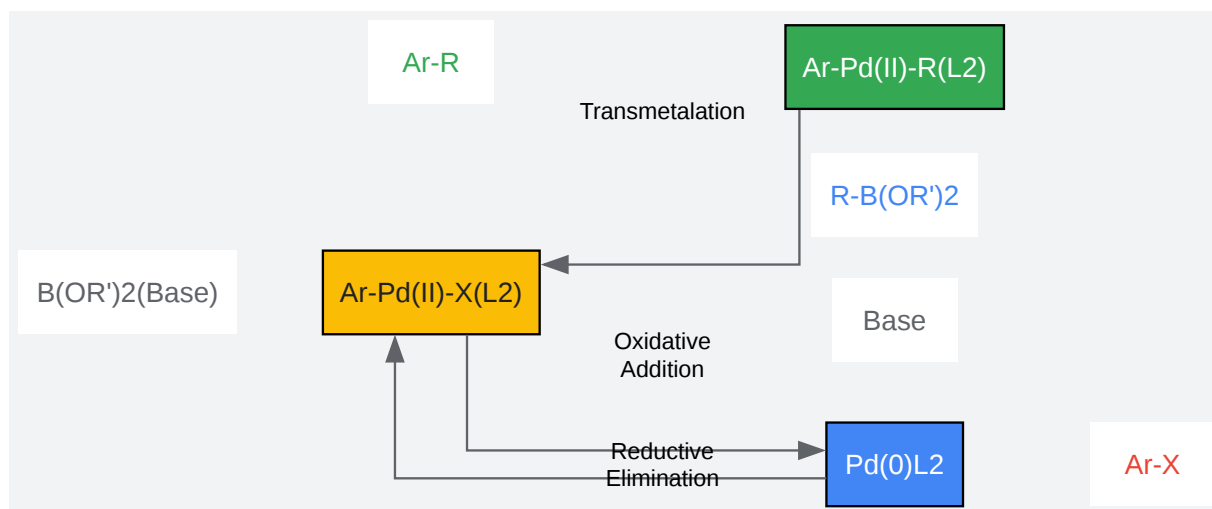 Ar-R
Ar-Pd(II)-R(L2)
Transmetalation
R-B(OR')2
B(OR')2(Base)
Ar-Pd(II)-X(L2)
Base
Oxidative
Addition
Reductive
Elimination
Pd(0)L2
Ar-X